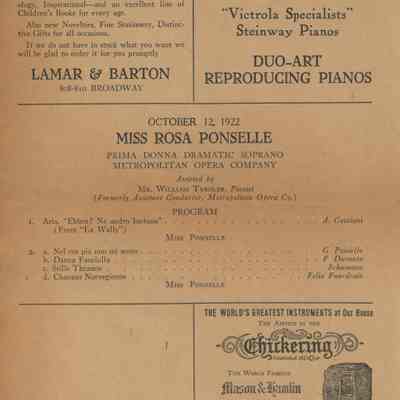 ology, Inspirational—and an excellent line of
Children's Books for every age.
Also new Novelties, Fine Stationery, Distinc-
tive Gifts for all occasions.
If we do not have in stock what you want we
will be glad to order it for you promptly
LAMAR & BARTON
808-810 BROADWAY
"Victrola Specialists"
Steinway Pianos
DUO-ART
REPRODUCING PIANOS
OCTOBER 12, 1922
MISS ROSA PONSELLE
PRIMA DONNA DRAMATIC SOPRANO
METROPOLITAN OPERA COMPANY
Assisted by
Mr. William Tyroler, Pianist
(Formerly Assistant Conductor, Metropolitan Opera Co.)
PROGRAM
1. Aria, "Ebben? Ne andro lontana" A. Catalani
(From "La Wally")
Miss Ponselle
2. a. Nel cor piu non mi sento G. Paisiello
b. Danza Fanciulla F. Durante
c. Stille Thranen Schumann
d. Chanson Norvegienne Felix Fourdrain
Miss Ponselle
THE WORLD'S GREATEST INSTRUMENTS at Our House
The Artists in the
Chickering
The World Famous
Mason & Hamlin